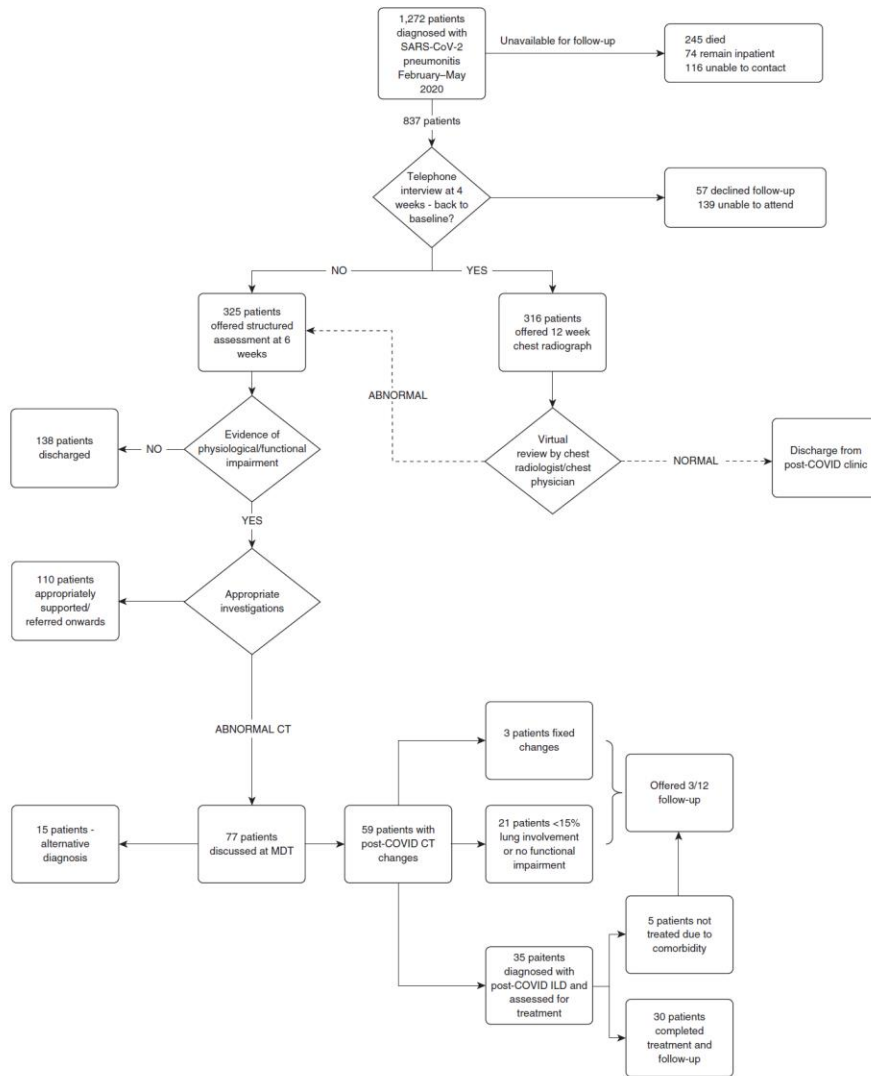 1,272 patients
diagnosed with
SARS-CoV-2
pneumonitis
February–May
2020
Unavailable for follow-up
245 died
74 remain inpatient
116 unable to contact
837 patients
Telephone
interview at 4
weeks - back to
baseline?
57 declined follow-up
139 unable to attend
NO
YES
325 patients
offered structured
assessment at 6
weeks
316 patients
offered 12 week
chest radiograph
ABNORMAL
138 patients
discharged
NO
Evidence of
physiological/functional
impairment
Virtual
review by chest
radiologist/chest
physician
NORMAL
Discharge from
post-COVID clinic
YES
110 patients
appropriately
supported/
referred onwards
Appropriate
investigations
ABNORMAL CT
3 patients fixed
changes
Offered 3/12
follow-up
15 patients -
alternative
diagnosis
77 patients
discussed at MDT
59 patients with
post-COVID CT
changes
21 patients <15%
lung involvement
or no functional
impairment
5 patients not
treated due to
comorbidity
35 paitents
diagnosed with
post-COVID ILD and
assessed for
treatment
30 patients
completed
treatment and
follow-up